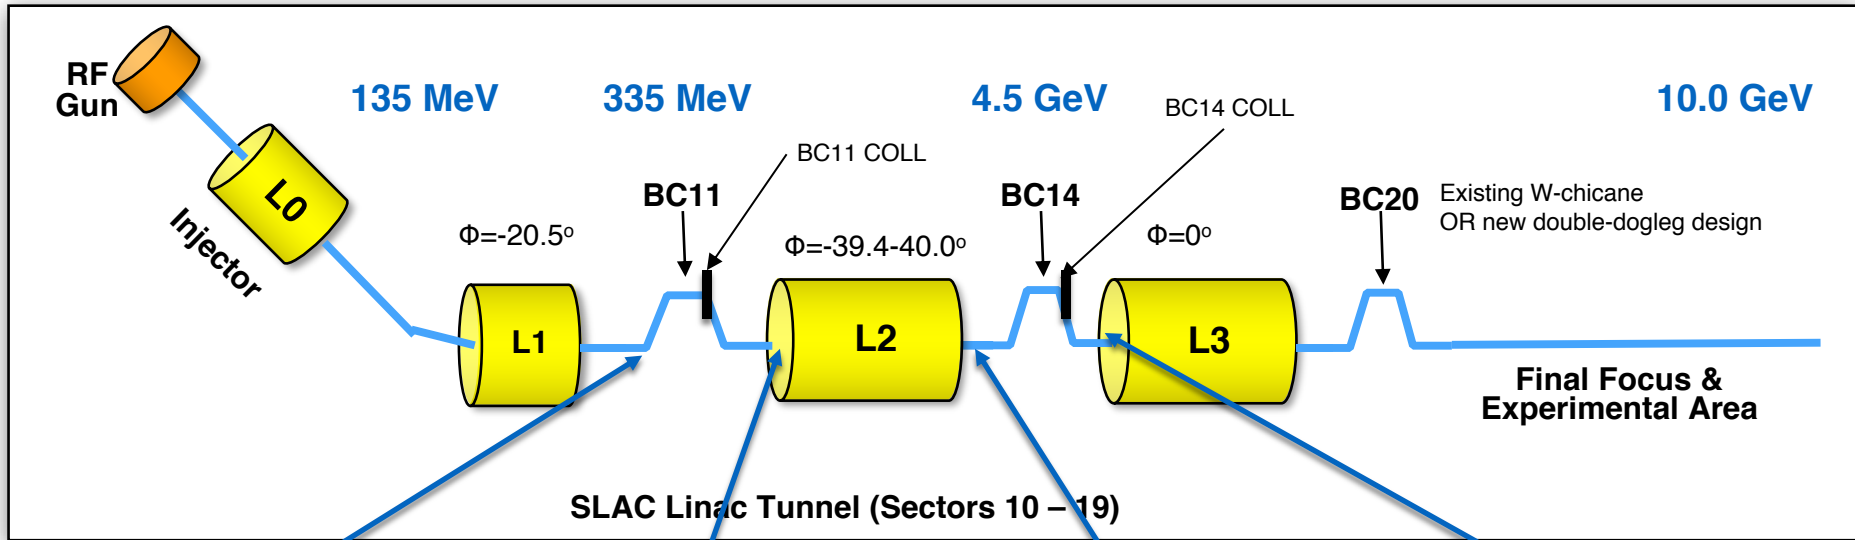 RF
Gun
135 MeV
335 MeV
4.5 GeV
10.0 GeV
BC14 COLL
BC11 COLL
BC11
BC14
BC20
Existing W-chicane
OR new double-dogleg design
L0
Injector
Φ=-20.5º
Φ=-39.4-40.0º
Φ=0º
L1
L2
L3
Final Focus &
Experimental Area
SLAC Linac Tunnel (Sectors 10 – 19)